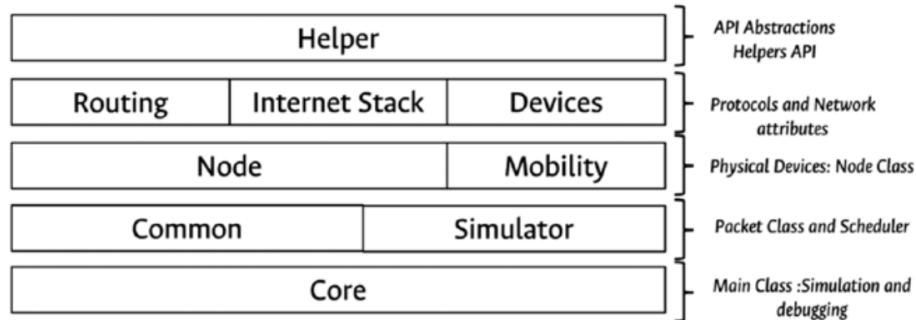 Helper
API Abstractions
Helpers API
Routing Internet Stack Devices
Protocols and Network
attributes
Node Mobility
Physical Devices: Node Class
Common Simulator
Packet Class and Scheduler
Core
Main Class :Simulation and
debugging